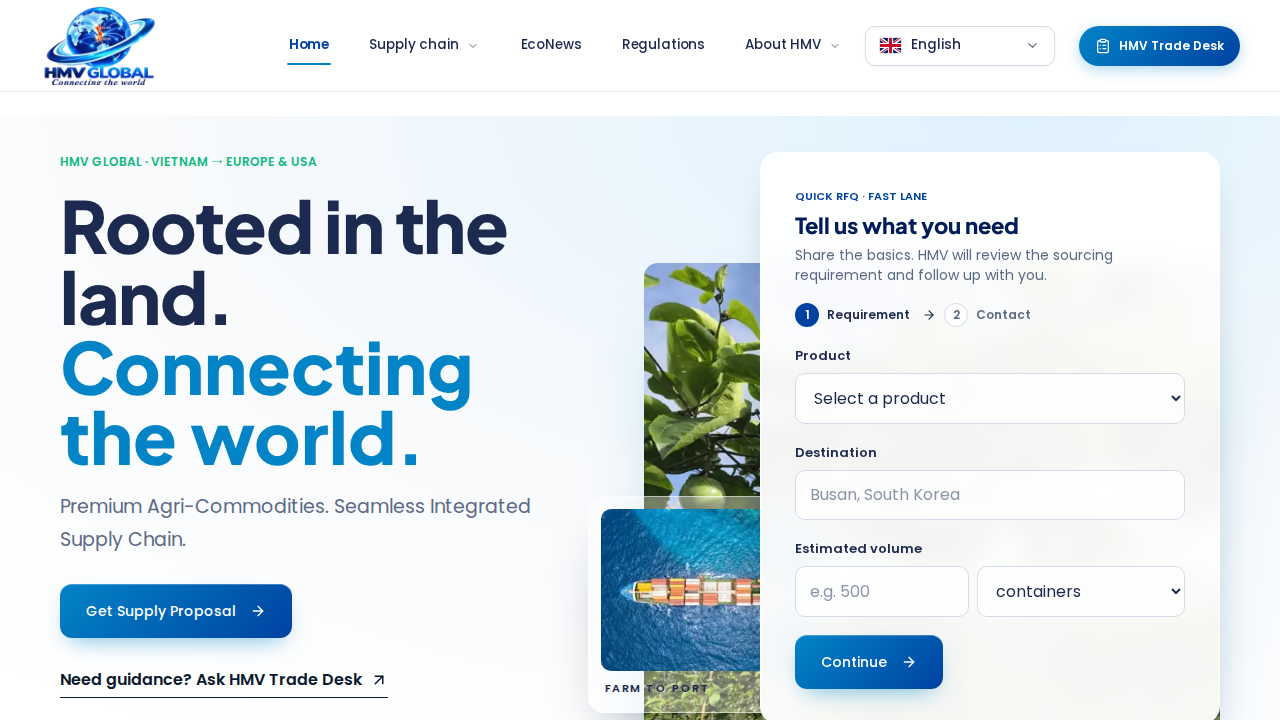 HMV GLOBAL
Connecting the world
Home
Supply chain
EcoNews
Regulations
About HMV
English
HMV Trade Desk
HMV GLOBAL · VIETNAM → EUROPE & USA
Rooted in the
land.
Connecting
the world.
Premium Agri-Commodities. Seamless Integrated
Supply Chain.
Get Supply Proposal →
Need guidance? Ask HMV Trade Desk ↗
FARM TO PORT
QUICK RFQ · FAST LANE
Tell us what you need
Share the basics. HMV will review the sourcing
requirement and follow up with you.
1 Requirement → 2 Contact
Product
Select a product
Destination
Busan, South Korea
Estimated volume
e.g. 500
containers
Continue →